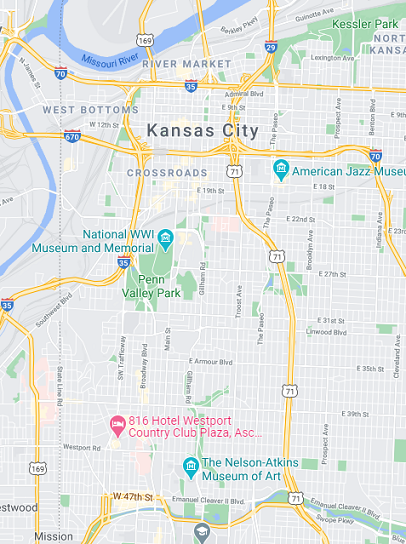 Kessler Park
Guinotte Ave
Berkley Pkwy
169
29
Missouri River
RIVER MARKET
NORT
KANSA
Lexington Ave
N James St
70
35
Admiral Blvd
WEST BOTTOMS
E 9th St
E 9th St
W 12th St
Kansas City
The Paseo
Prospect Ave
Benton Blvd
670
70
CROSSROADS
71
American Jazz Museu
E 19th St
E 18 St
National WWI
Museum and Memorial
The Paseo
E 22nd St
Indiana Ave
35
71
Brooklyn Ave
Penn
Valley Park
Gillham Rd
E 27th St
35
Southwest Blvd
Troost Ave
The Paseo
E 31st St
Linwood Blvd
Main St
SW Trafficway
Broadway Blvd
E Armour Blvd
E 35th St
Cleveland Ave
State Line Rd
Gillham Rd
71
816 Hotel Westport
Country Club Plaza, Asc...
E 39th St
Westport Rd
Prospect Ave
169
The Nelson-Atkins
Museum of Art
W 47th St
Emanuel Cleaver II Blvd.
71
Emanuel Cleaver II Blvd
estwood
Swope Pkwy
Mission